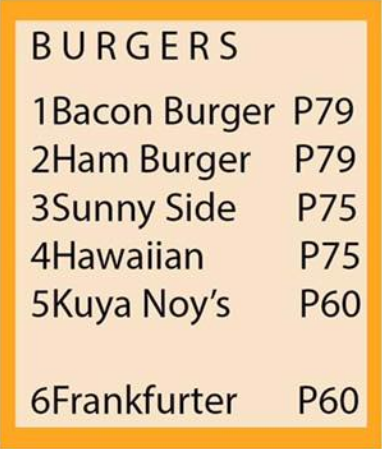 BURGERS
1Bacon Burger P79
2Ham Burger P79
3Sunny Side P75
4Hawaiian P75
5Kuya Noy's P60
6Frankfurter P60